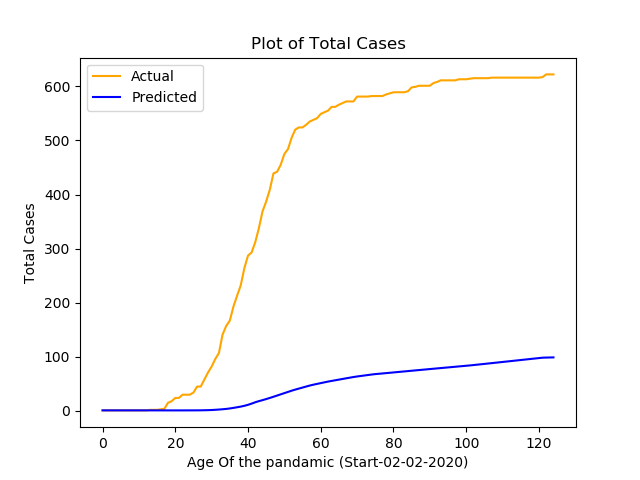 Plot of Total Cases
Actual
Predicted
600
500
400
300
200
100
0
Total Cases
0 20 40 60 80 100 120
Age Of the pandamic (Start-02-02-2020)